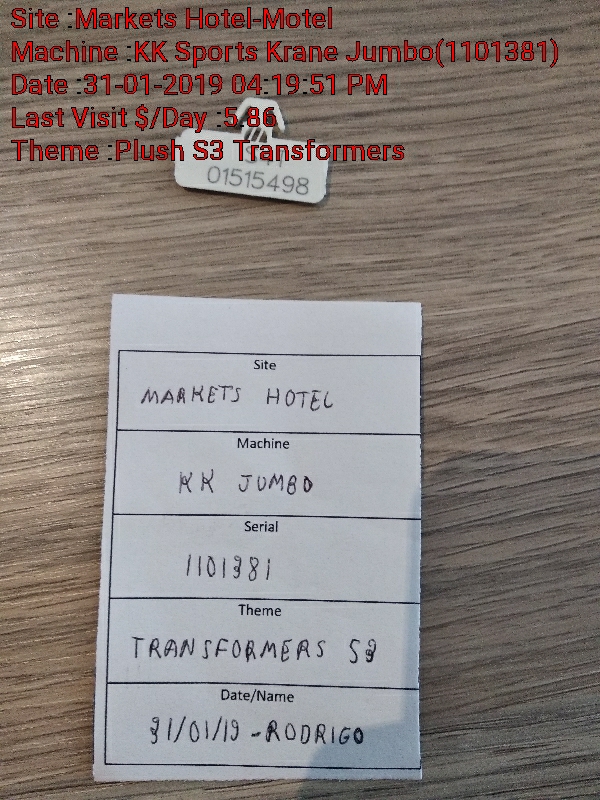 Site :Markets Hotel-Motel
Machine :KK Sports Krane Jumbo(1101381)
Date :31-01-2019 04:19:51 PM
Last Visit $/Day :5.86
Theme :Plush S3 Transformers
01515498
Site
MARKETS HOTEL
Machine
KK JUMBO
Serial
1101381
Theme
TRANSFORMERS S3
Date/Name
31/01/19 - RODRIGO